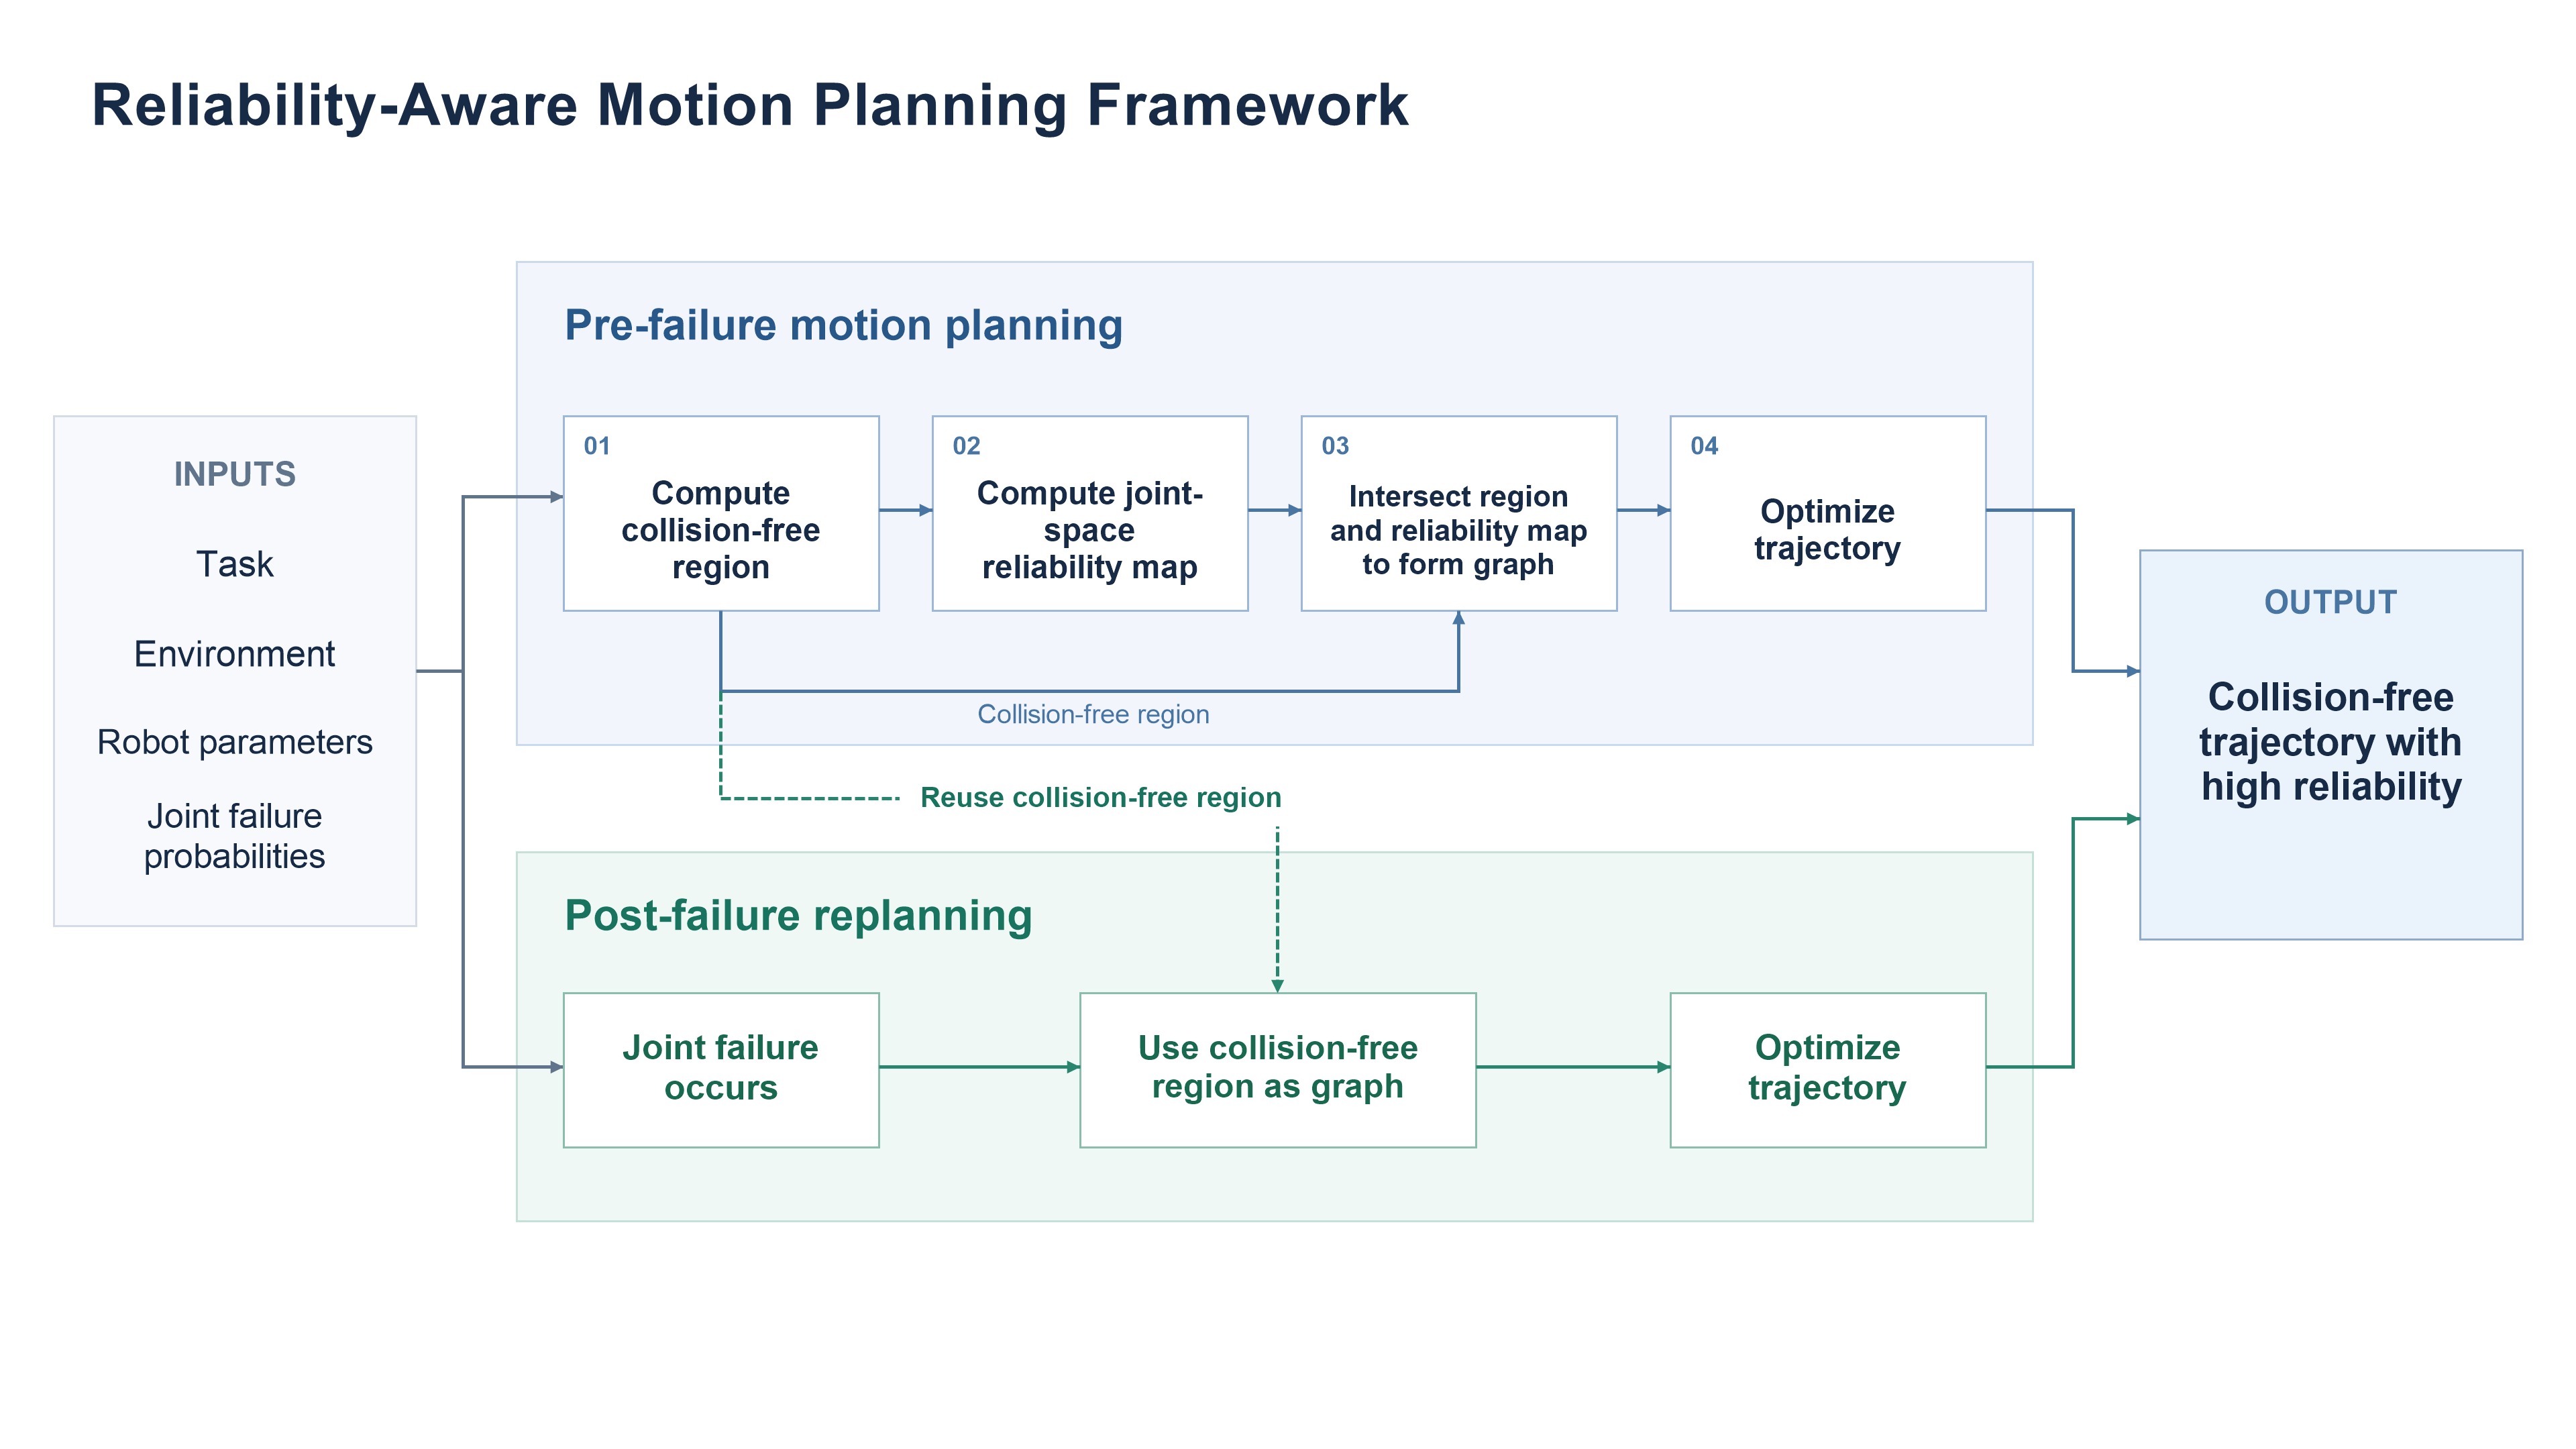 Reliability-Aware Motion Planning Framework
INPUTS
Task
Environment
Robot parameters
Joint failure
probabilities
Pre-failure motion planning
01
Compute
collision-free
region
02
Compute joint-
space
reliability map
03
Intersect region
and reliability map
to form graph
04
Optimize
trajectory
Collision-free region
Reuse collision-free region
Post-failure replanning
Joint failure
occurs
Use collision-free
region as graph
Optimize
trajectory
OUTPUT
Collision-free
trajectory with
high reliability